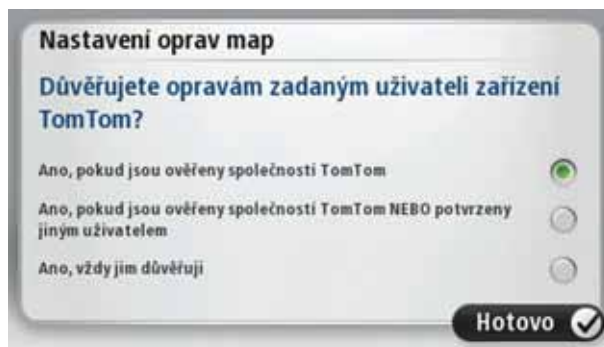 Nastavení oprav map
Důvěřujete opravám zadaným uživateli zařízení
TomTom?
Ano, pokud jsou ověřeny společností TomTom
Ano, pokud jsou ověřeny společností TomTom NEBO potvrzeny
jiným uživatelem
Ano, vždy jim důvěřuji
Hotovo